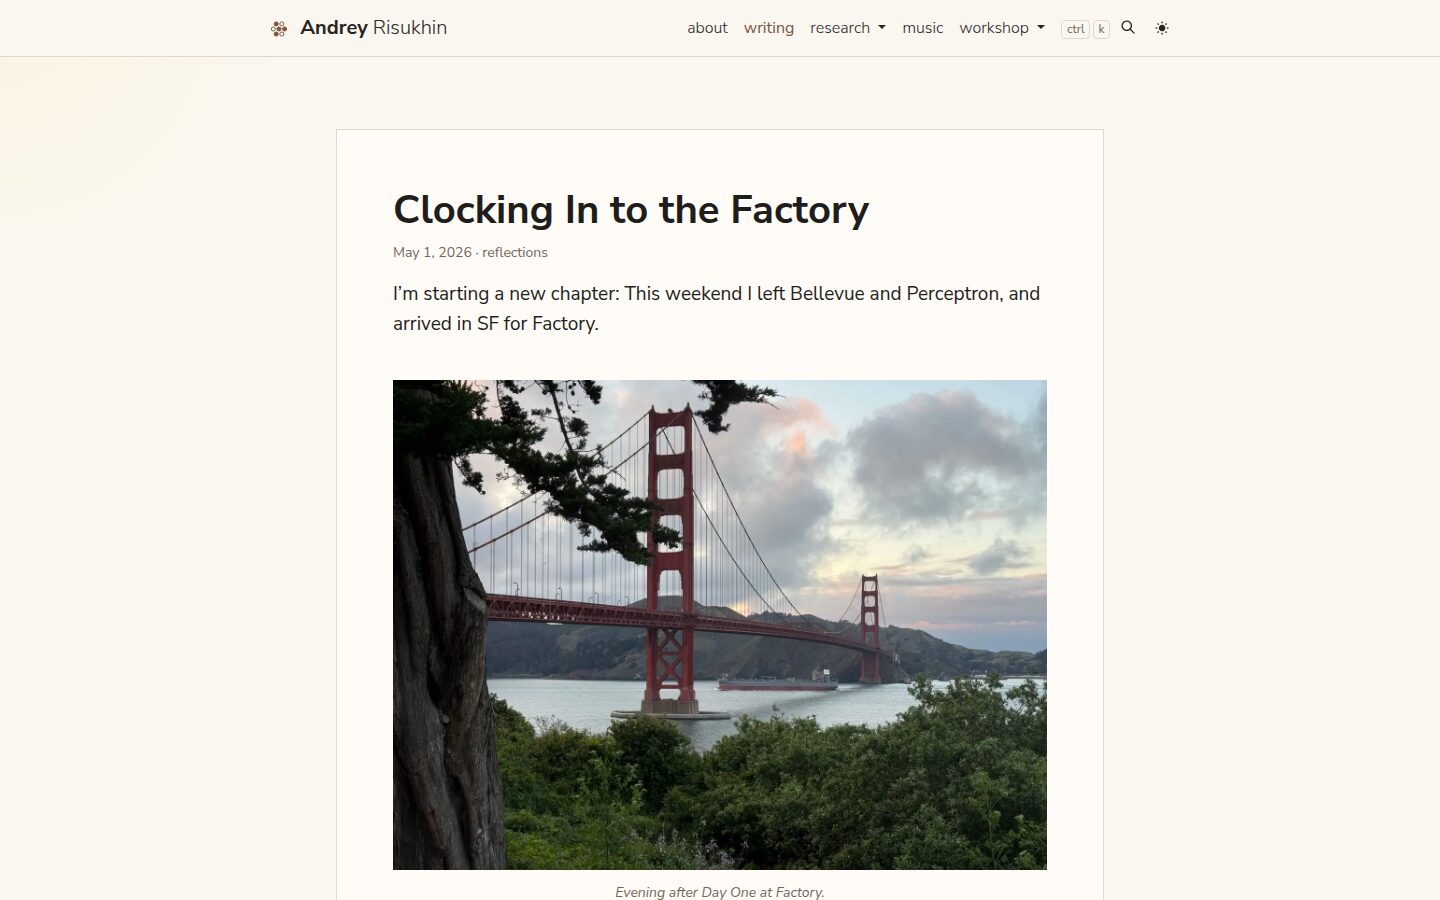 Andrey Risukhin
about writing research music workshop ctrl k
Clocking In to the Factory
May 1, 2026 · reflections
I’m starting a new chapter: This weekend I left Bellevue and Perceptron, and
arrived in SF for Factory.
Evening after Day One at Factory.